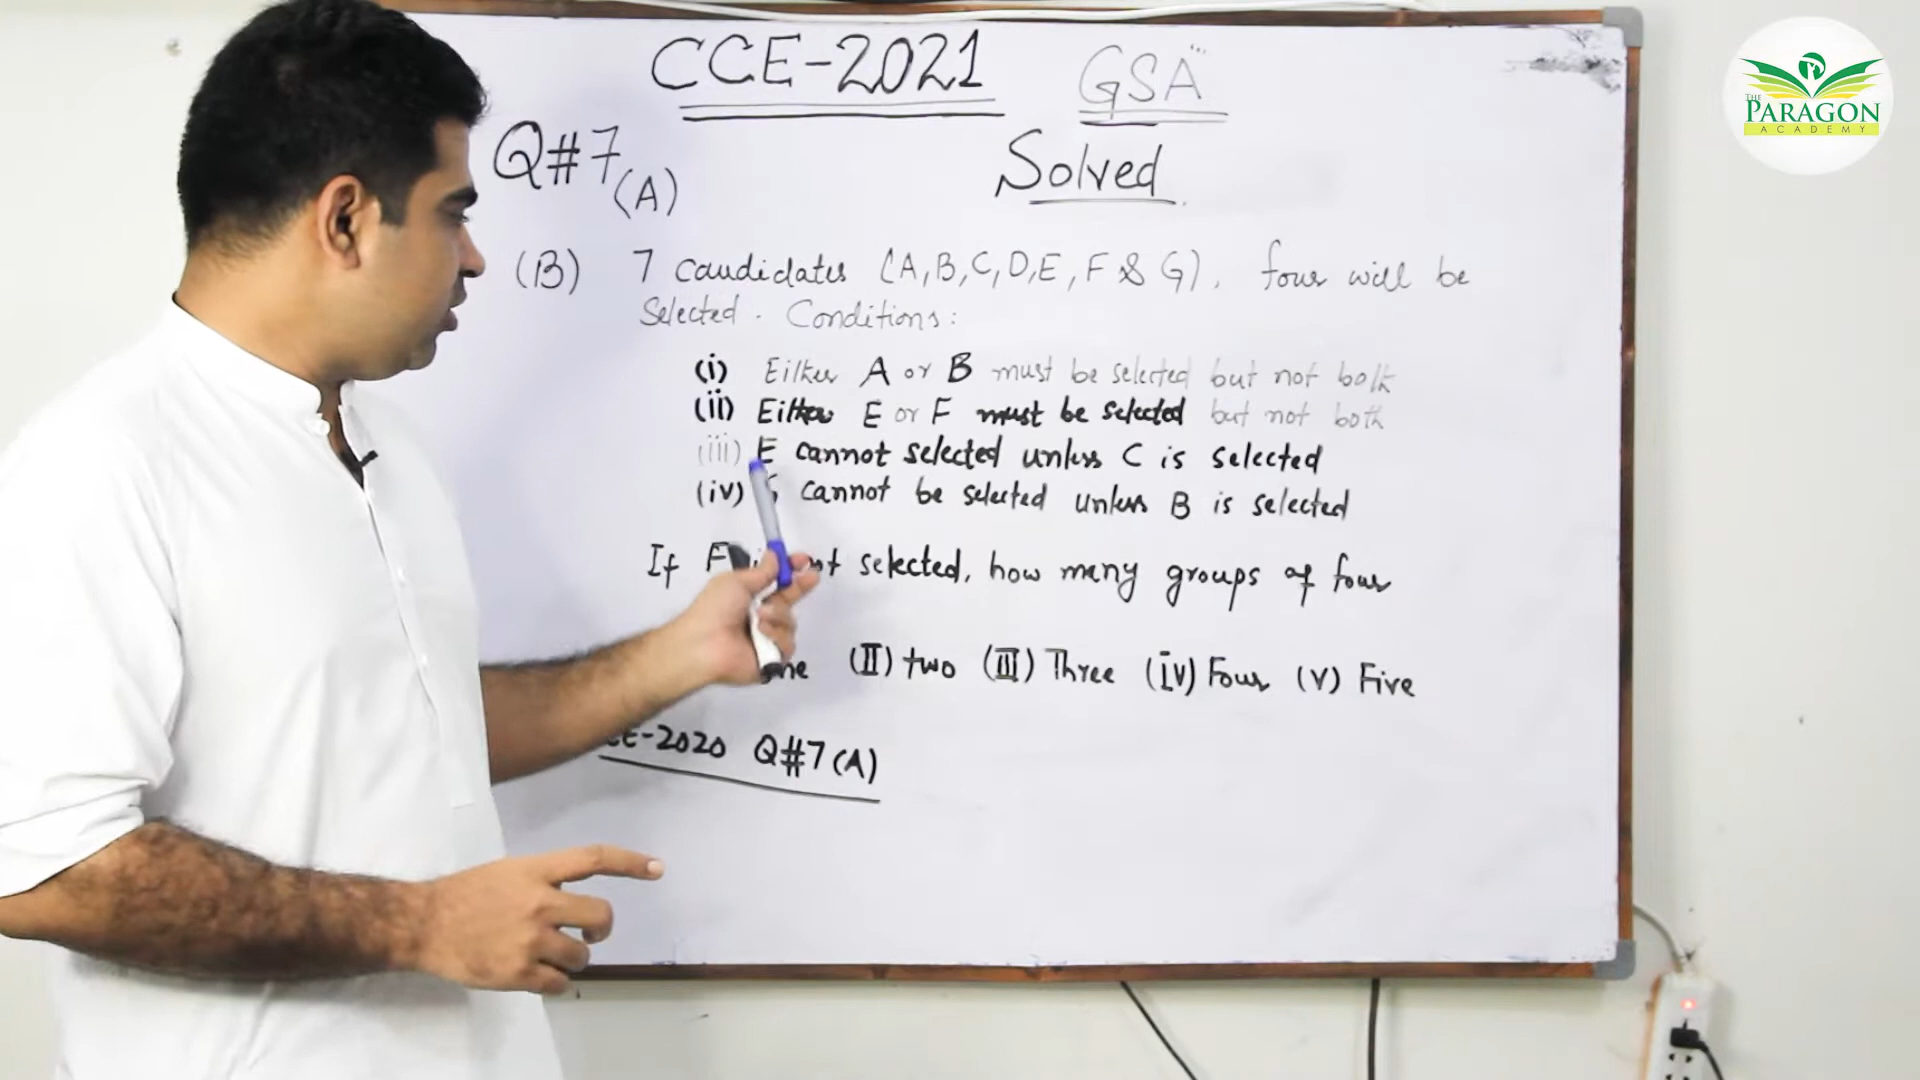 CCE-2021 GSA
Solved
Q#7(A)
(B) 7 candidates (A,B,C,D,E,F & G), four will be
Selected. Conditions:
(i) Either A or B must be selected but not both
(ii) Either E or F must be selected but not both
(iii) E cannot selected unless C is selected
(iv) cannot be selected unless B is selected
If F selected, how many groups of four
(II) two (III) Three (iv) Four (v) Five
-2020 Q#7(A)
THE
PARAGON
ACADEMY